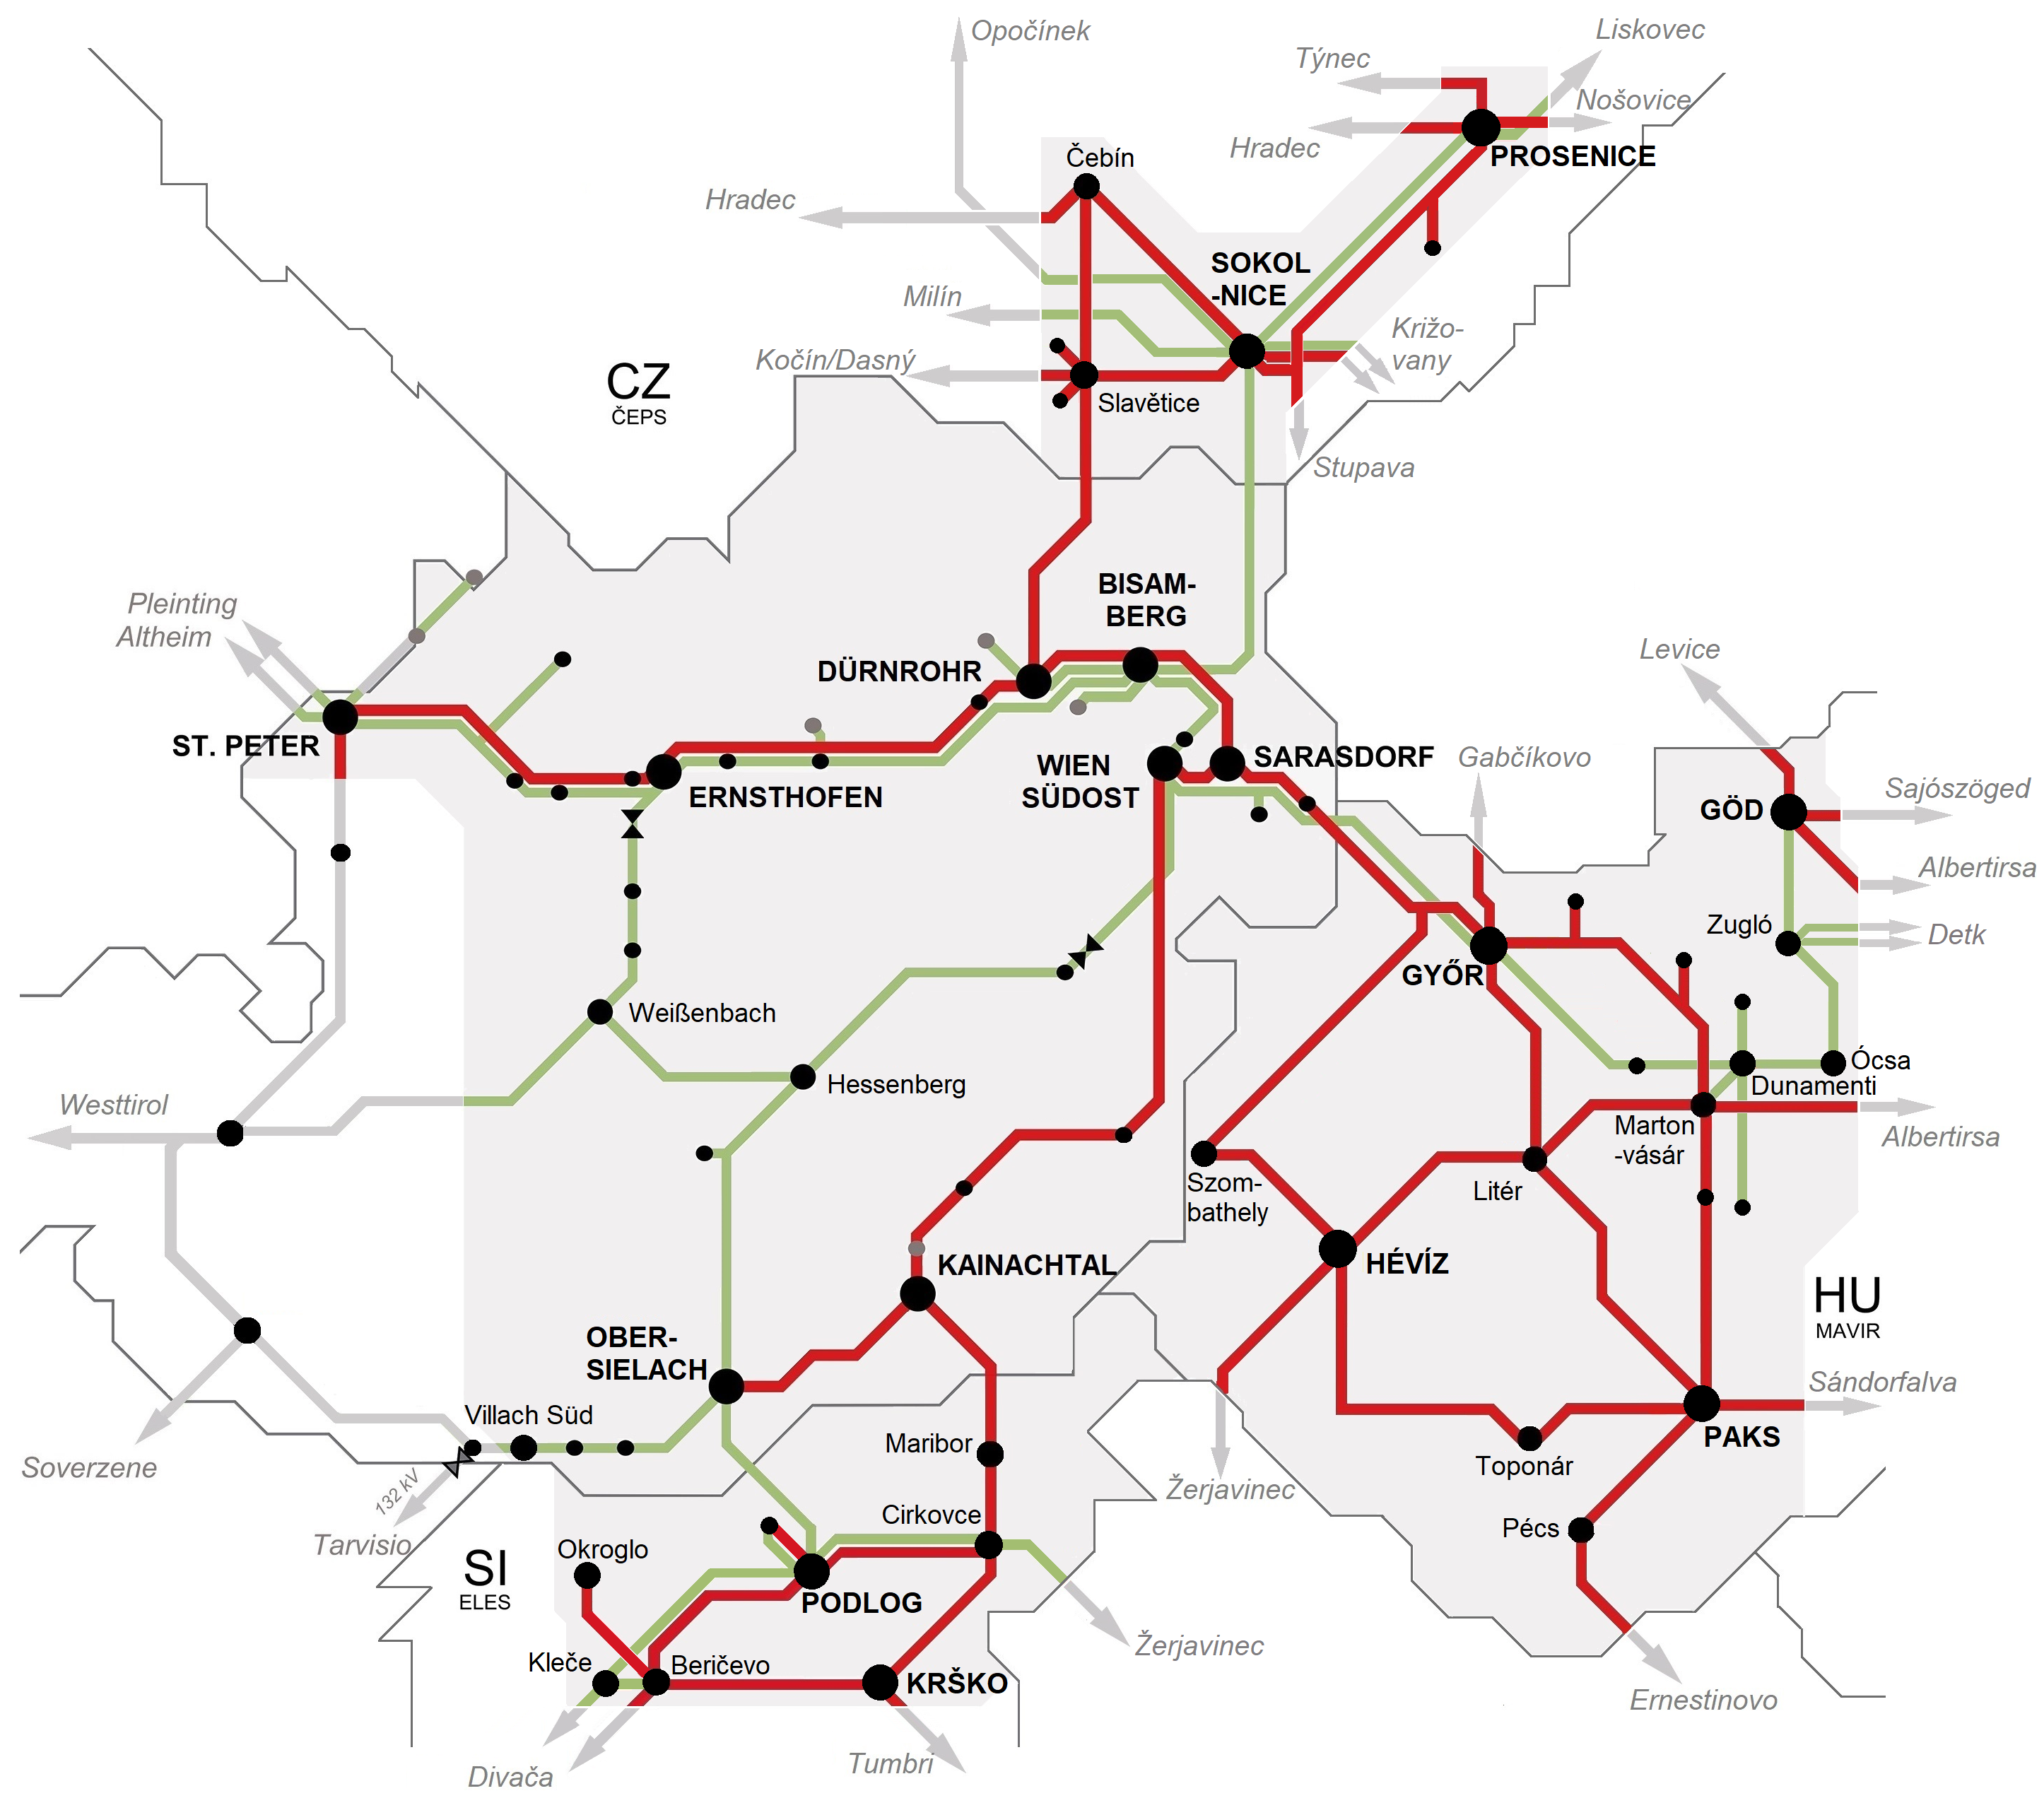 Opočínek
Liskovec
Týnec
Nošovice
Hradec
PROSENICE
Čebín
Hradec
SOKOL
-NICE
Milín
Križo-
vany
Kočín/Dasný
CZ
ČEPS
Slavětice
Stupava
BISAM-
BERG
Pleinting
Altheim
DÜRNROHR
Levice
ST. PETER
WIEN
SÜDOST
SARASDORF
Gabčíkovo
ERNSTHOFEN
GÖD
Sajószöged
Albertirsa
Zugló
Detk
GYŐR
Weißenbach
Ócsa
Dunamenti
Hessenberg
Westtirol
Marton
-vásár
Albertirsa
Szom-
bathely
Litér
KAINACHTAL
HÉVÍZ
HU
MAVIR
OBER-
SIELACH
Sándorfalva
Villach Süd
Maribor
PAKS
Soverzene
Toponár
132 kV
Žerjavinec
Cirkovce
Pécs
Tarvisio
Okroglo
SI
ELES
PODLOG
Žerjavinec
Kleče
Beričevo
KRŠKO
Ernestinovo
Divača
Tumbri